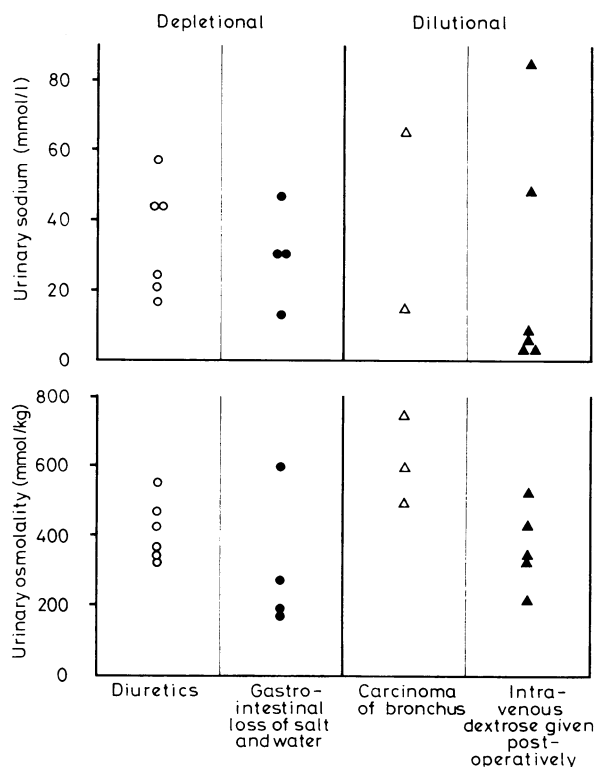 Depletional
Dilutional
Urinary sodium (mmol/l)
80
60
40
20
0
Urinary osmolality (mmol/kg)
800
600
400
200
0
Diuretics
Gastro-
intestinal
loss of salt
and water
Carcinoma
of bronchus
Intra-
venous
dextrose given
post-
operatively